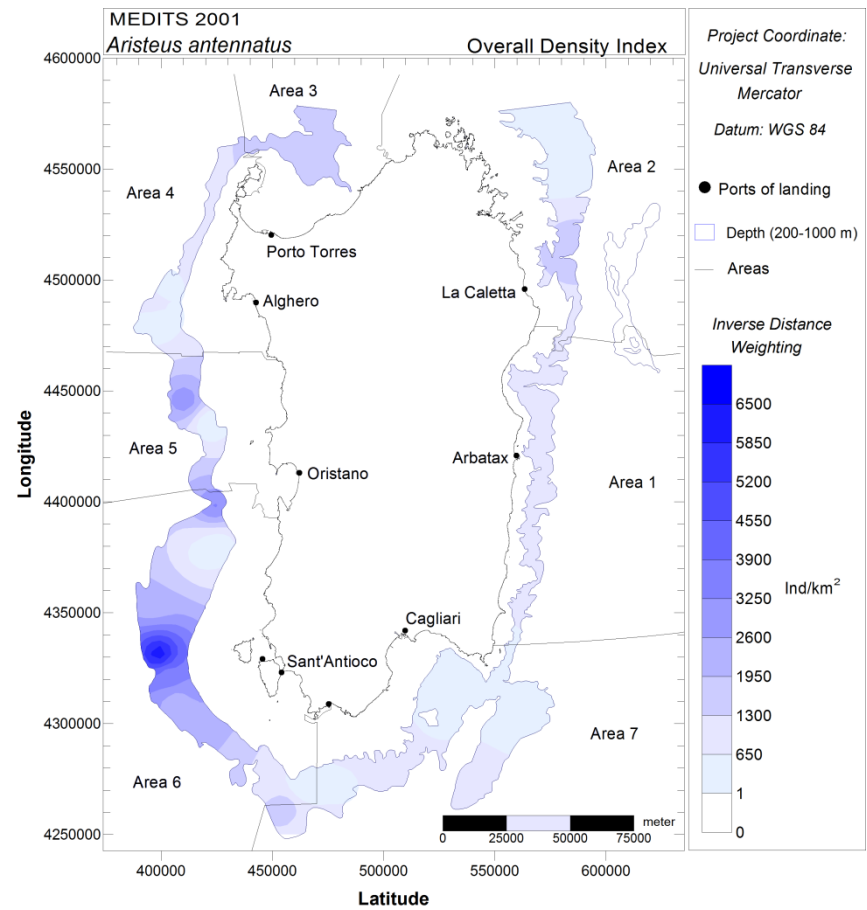 MEDITS 2001
Aristeus antennatus
Overall Density Index
4600000
4550000
4500000
4450000
4400000
4350000
4300000
4250000
Longitude
400000
450000
500000
550000
600000
Latitude
Area 3
Area 2
Area 4
Porto Torres
Alghero
La Caletta
Area 5
Oristano
Arbatax
Area 1
Cagliari
Sant'Antioco
Area 6
Area 7
meter
0
25000
50000
75000
Project Coordinate:
Universal Transverse
Mercator
Datum: WGS 84
Ports of landing
Depth (200-1000 m)
Areas
Inverse Distance
Weighting
6500
5850
5200
4550
3900
3250
2600
1950
1300
650
1
0
Ind/km²